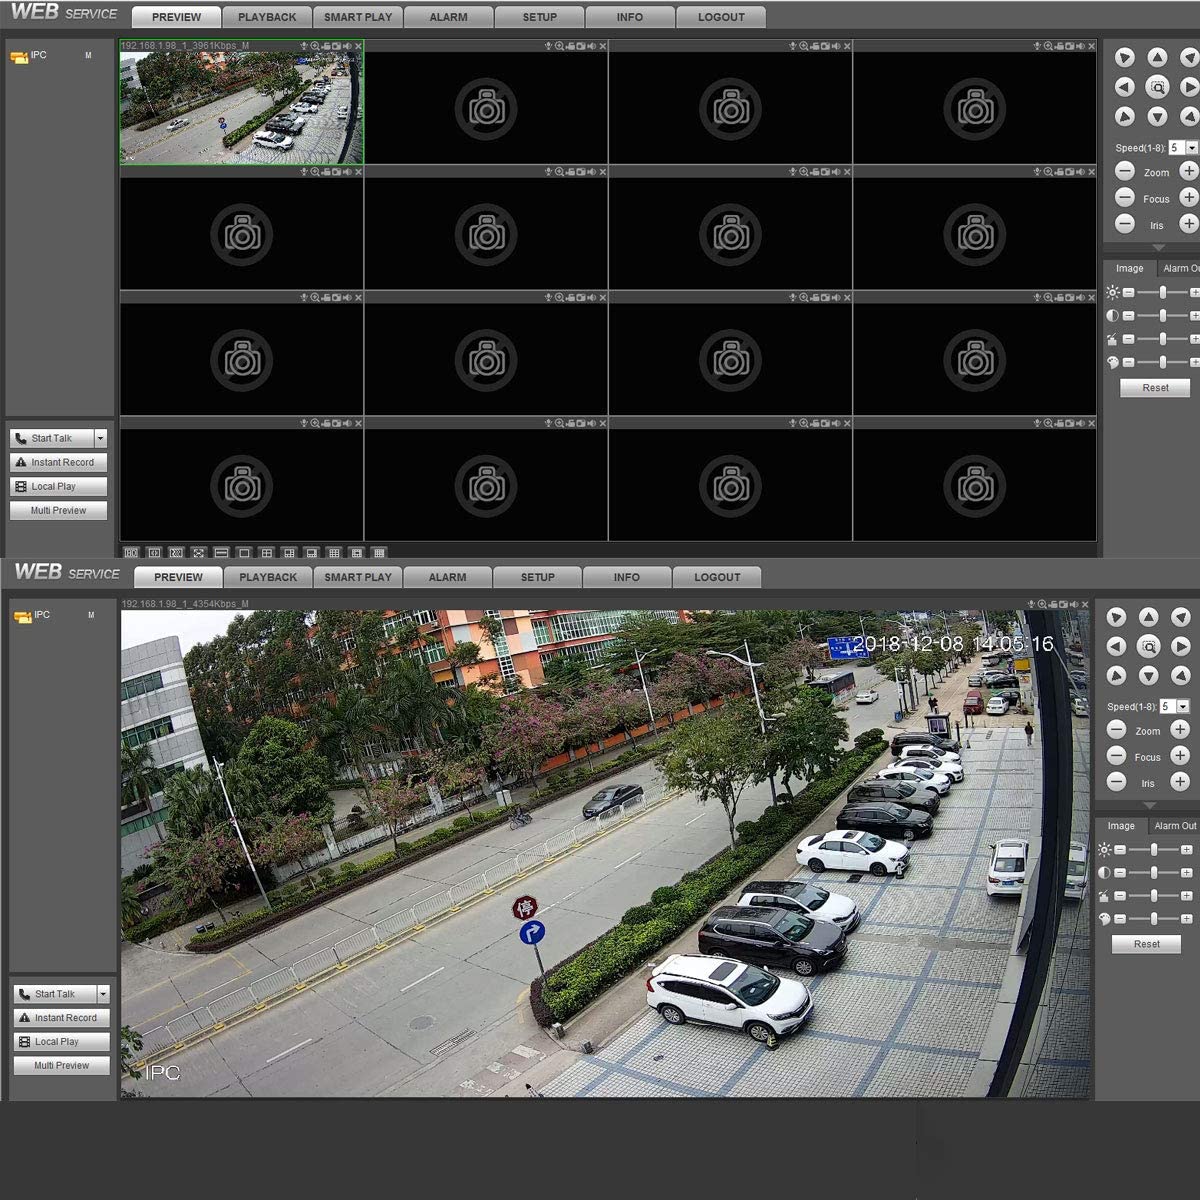 WEB SERVICE
PREVIEW
PLAYBACK
SMART PLAY
ALARM
SETUP
INFO
LOGOUT
IPC
M
192.168.1.98_1_3961Kbps_M
Speed(1-8): 5
Zoom
Focus
Iris
Image
Alarm Ou
Reset
Start Talk
Instant Record
Local Play
Multi Preview
WEB SERVICE
PREVIEW
PLAYBACK
SMART PLAY
ALARM
SETUP
INFO
LOGOUT
IPC
M
192.168.1.98_1_4354Kbps_M
2018-12-08 14:05:16
停
IPC
Speed(1-8): 5
Zoom
Focus
Iris
Image
Alarm Out
Reset
Start Talk
Instant Record
Local Play
Multi Preview